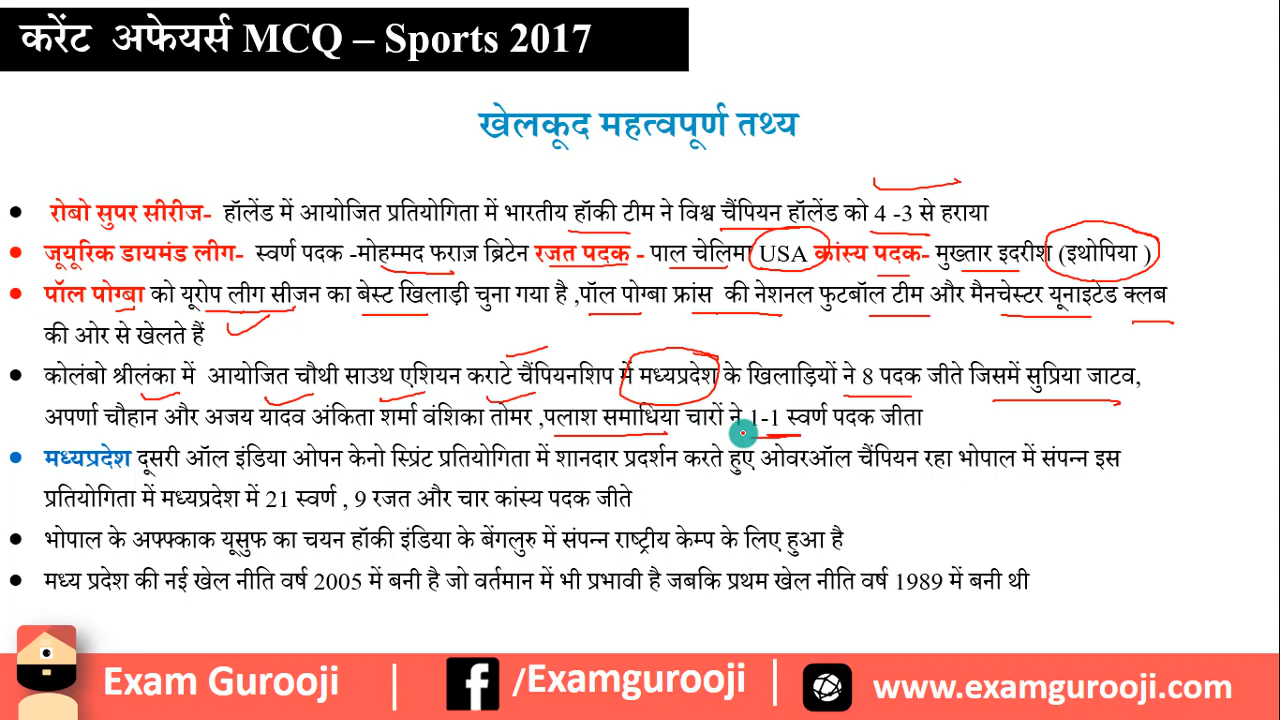 करेंट अफेयर्स MCQ – Sports 2017
खेलकूद महत्वपूर्ण तथ्य
• रोबो सुपर सीरीज- हॉलेंड में आयोजित प्रतियोगिता में भारतीय हॉकी टीम ने विश्व चैंपियन हॉलेंड को 4 -3 से हराया
• जूयूरिक डायमंड लीग- स्वर्ण पदक -मोहम्मद फराज़ ब्रिटेन रजत पदक - पाल चेलिमा USA कांस्य पदक- मुख्तार इदरीश (इथोपिया )
• पॉल पोग्बा को यूरोप लीग सीजन का बेस्ट खिलाड़ी चुना गया है ,पॉल पोग्बा फ्रांस की नेशनल फुटबॉल टीम और मैनचेस्टर यूनाइटेड क्लब
की ओर से खेलते हैं
• कोलंबो श्रीलंका में आयोजित चौथी साउथ एशियन कराटे चैंपियनशिप में मध्यप्रदेश के खिलाड़ियों ने 8 पदक जीते जिसमें सुप्रिया जाटव,
अपर्णा चौहान और अजय यादव अंकिता शर्मा वंशिका तोमर ,पलाश समाधिया चारों ने 1-1 स्वर्ण पदक जीता
• मध्यप्रदेश दूसरी ऑल इंडिया ओपन केनो स्प्रिंट प्रतियोगिता में शानदार प्रदर्शन करते हुए ओवरऑल चैंपियन रहा भोपाल में संपन्न इस
प्रतियोगिता में मध्यप्रदेश में 21 स्वर्ण , 9 रजत और चार कांस्य पदक जीते
• भोपाल के अफ्फ्काक यूसुफ का चयन हॉकी इंडिया के बेंगलुरु में संपन्न राष्ट्रीय केम्प के लिए हुआ है
• मध्य प्रदेश की नई खेल नीति वर्ष 2005 में बनी है जो वर्तमान में भी प्रभावी है जबकि प्रथम खेल नीति वर्ष 1989 में बनी थी
Exam Gurooji | f /Examgurooji | www.examgurooji.com